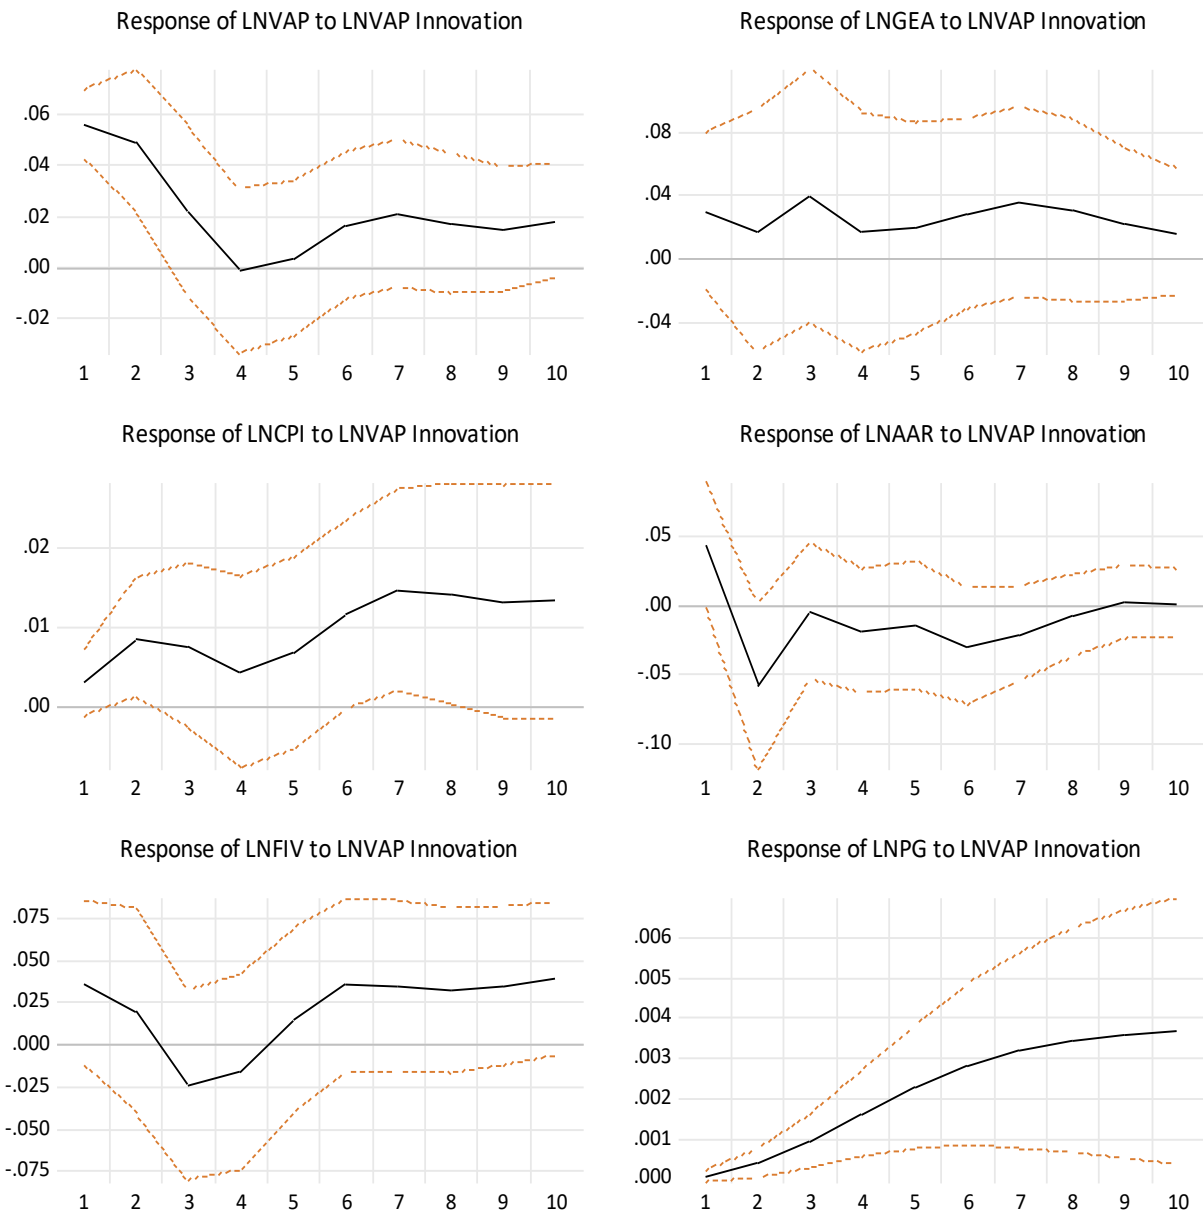 Response of LNVAP to LNVAP Innovation
.06
.04
.02
.00
-.02
1 2 3 4 5 6 7 8 9 10
Response of LNGEA to LNVAP Innovation
.08
.04
.00
-.04
1 2 3 4 5 6 7 8 9 10
Response of LNCPI to LNVAP Innovation
.02
.01
.00
1 2 3 4 5 6 7 8 9 10
Response of LNAAR to LNVAP Innovation
.05
.00
-.05
-.10
1 2 3 4 5 6 7 8 9 10
Response of LNFIV to LNVAP Innovation
.075
.050
.025
.000
-.025
-.050
-.075
1 2 3 4 5 6 7 8 9 10
Response of LNPG to LNVAP Innovation
.006
.005
.004
.003
.002
.001
.000
1 2 3 4 5 6 7 8 9 10